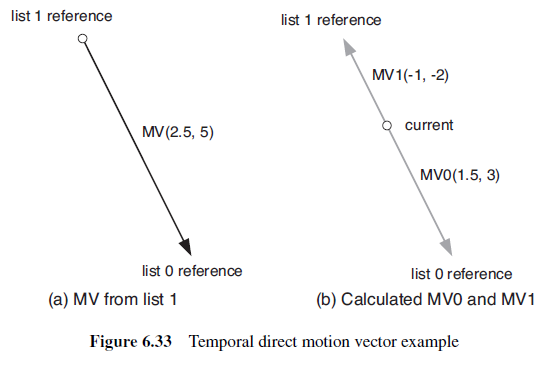 list 1 reference
list 1 reference
MV1(-1, -2)
MV(2.5, 5)
current
MV0(1.5, 3)
list 0 reference
list 0 reference
(a) MV from list 1
(b) Calculated MV0 and MV1
Figure 6.33 Temporal direct motion vector example